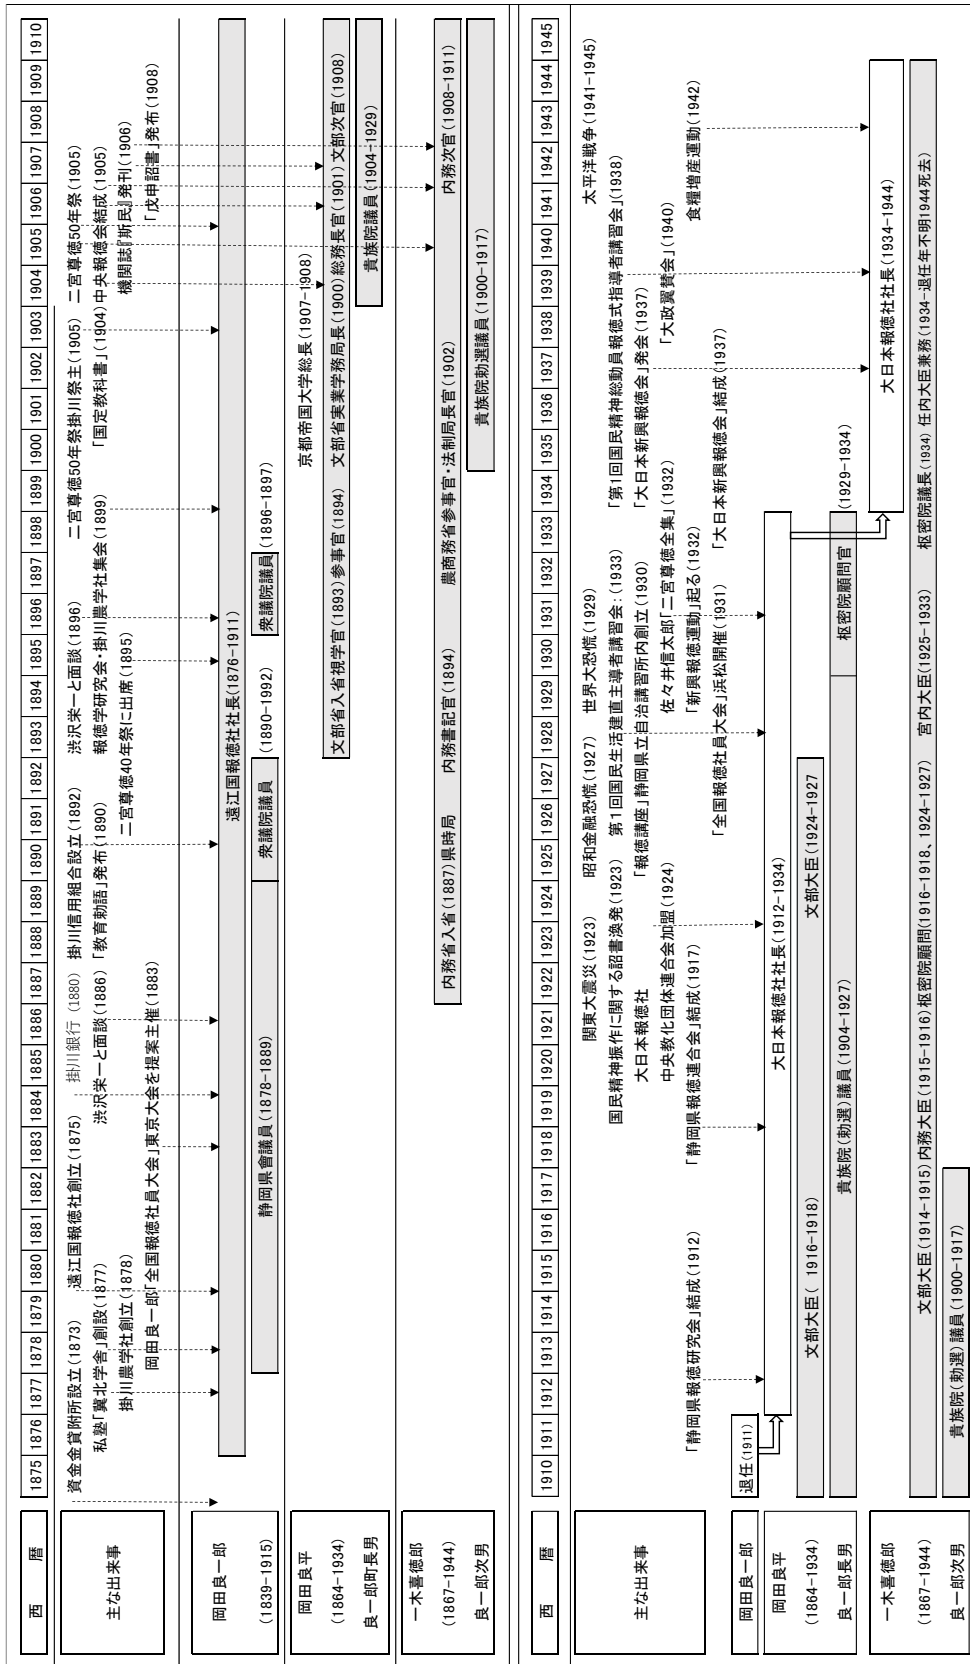 西 暦 1875 1876 1877 1878 1879 1880 1881 1882 1883 1884 1885 1886 1887 1888 1889 1890 1891 1892 1893 1894 1895 1896 1897 1898 1899 1900 1901 1902 1903 1904 1905 1906 1907 1908 1909 1910
主な出来事
資金金貸附所設立(1873) 遠江国報徳社創立(1875) 掛川銀行 (1880) 掛川信用組合設立(1892) 渋沢栄一と面談(1896) 二宮尊徳50年祭掛川祭主(1905) 二宮尊徳50年祭(1905)
私塾「冀北学舎」創設(1877) 渋沢栄一と面談(1886) 「教育勅語」発布(1890) 報徳学研究会・掛川農学社集会(1899) 「国定教科書」(1904) 中央報徳会結成(1905)
掛川農学社創立(1878) 二宮尊徳40年祭に出席(1895) 機関誌『斯民』発刊(1906)
岡田良一郎「全国報徳社員大会」東京大会を提案主催(1883) 「戊申詔書」発布(1908)
岡田良一郎
(1839-1915)
遠江国報徳社社長(1876-1911)
静岡県會議員(1878-1889) 衆議院議員 (1890-1992) 衆議院議員 (1896-1897)
岡田良平
(1864-1934)
良一郎町長男
京都帝国大学総長(1907-1908)
文部省入省視学官(1893)参事官(1894) 文部省実業学務局長(1900)総務長官(1901) 文部次官(1908)
貴族院議員(1904-1929)
一木喜徳郎
(1867-1944)
良一郎次男
内務省入省(1887)県時局 内務書記官(1894) 農商務省参事官・法制局長官(1902) 内務次官(1908-1911)
貴族院勅選議員(1900-1917)
西 暦 1910 1911 1912 1913 1914 1915 1916 1917 1918 1919 1920 1921 1922 1923 1924 1925 1926 1927 1928 1929 1930 1931 1932 1933 1934 1935 1936 1937 1938 1939 1940 1941 1942 1943 1944 1945
主な出来事
関東大震災(1923) 昭和金融恐慌(1927) 世界大恐慌(1929) 太平洋戦争(1941-1945)
国民精神振作に関する詔書渙発(1923) 第1回国民生活建直主導者講習会:(1933) 「第1回国民精神総動員報徳式指導者講習会」(1938)
大日本報徳社 「報徳講座」静岡県立自治講習所内創立(1930) 「大日本新興報徳会」発会(1937)
中央教化団体連合会加盟(1924) 佐々井信太郎「二宮尊徳全集」(1932) 「大政翼賛会」(1940)
「静岡県報徳研究会」結成(1912) 「静岡県報徳連合会」結成(1917) 「新興報徳運動」起る(1932) 食糧増産運動(1942)
「全国報徳社員大会」浜松開催(1931) 「大日本新興報徳会」結成(1937)
岡田良一郎
退任(1911)
岡田良平
(1864-1934)
良一郎長男
大日本報徳社社長(1912-1934)
文部大臣( 1916-1918) 文部大臣(1924-1927
貴族院(勅選)議員(1904-1927) 枢密院顧問官 (1929-1934)
一木喜徳郎
(1867-1944)
良一郎次男
大日本報徳社社長(1934-1944)
文部大臣(1914-1915)内務大臣(1915-1916)枢密院顧問(1916-1918、1924-1927) 宮内大臣(1925-1933) 枢密院議長(1934) 任内大臣兼務(1934-退任年不明1944死去)
貴族院(勅選)議員(1900-1917)